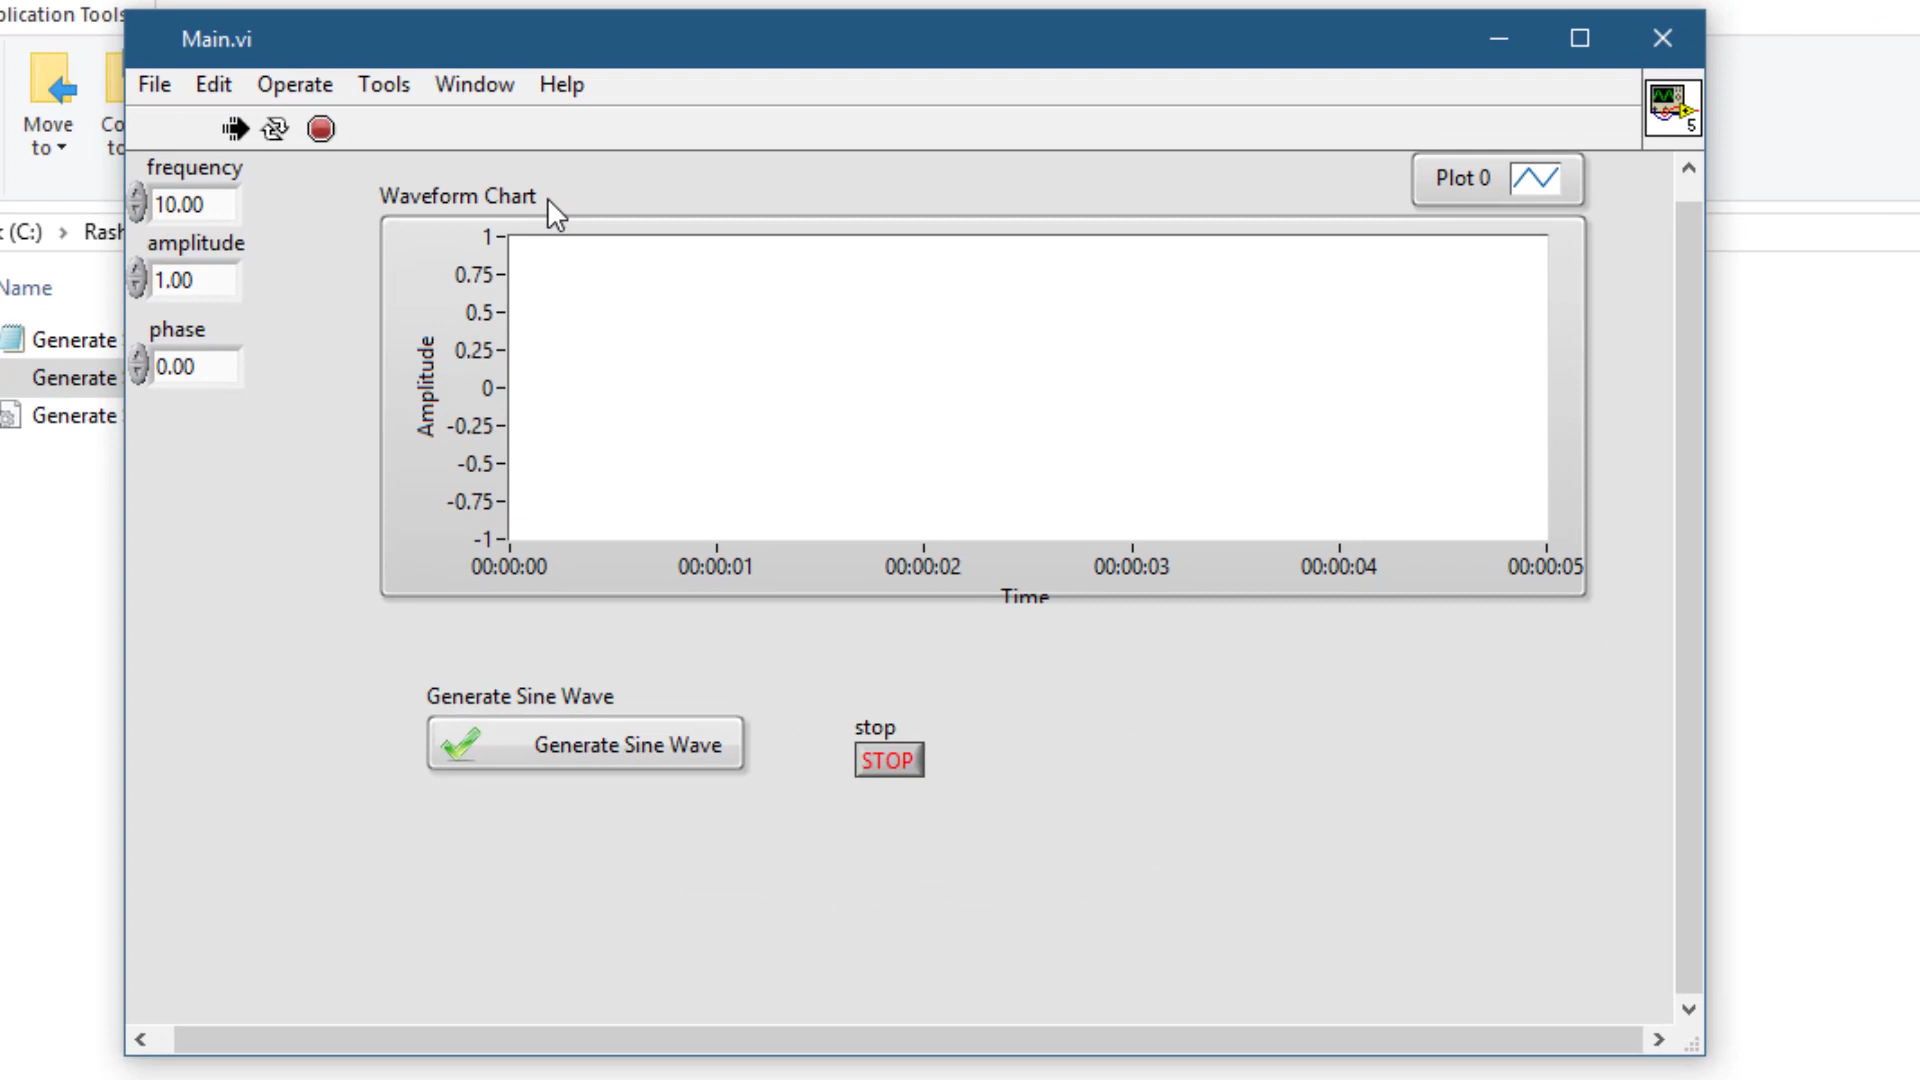 plication Tools
Main.vi
File Edit Operate Tools Window Help
Move
to
Co
to
5
frequency
10.00
Waveform Chart
Plot 0
(C:) > Rash
amplitude
1.00
Name
phase
0.00
Generate
Generate
Generate
Amplitude
1
0.75
0.5
0.25
0
-0.25
-0.5
-0.75
-1
00:00:00 00:00:01 00:00:02 00:00:03 00:00:04 00:00:05
Time
Generate Sine Wave
Generate Sine Wave
stop
STOP